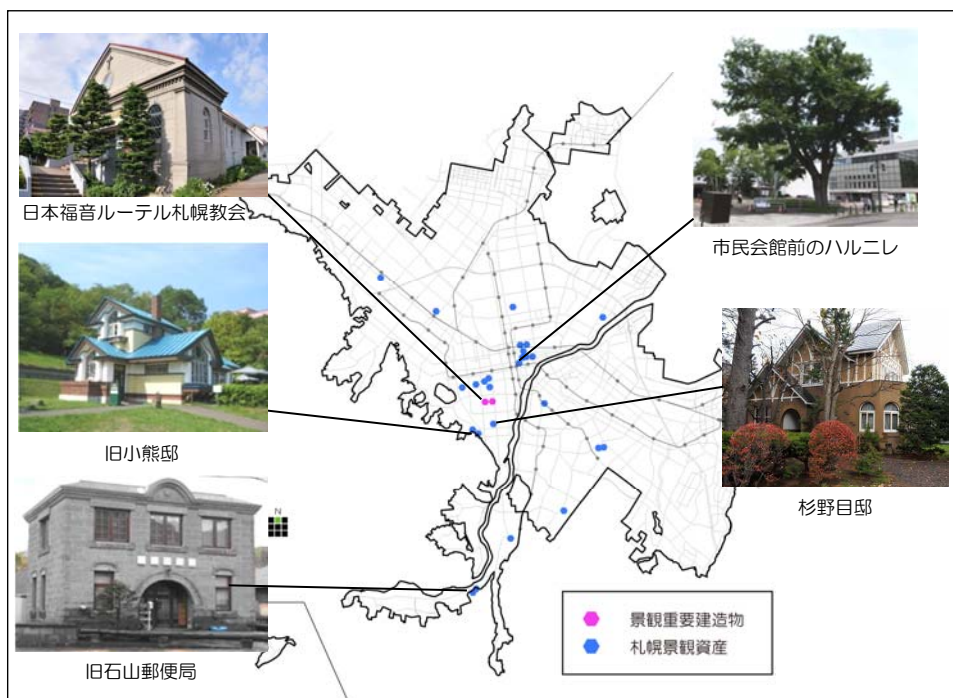 日本福音ルーテル札幌教会
市民会館前のハルニレ
旧小熊邸
杉野目邸
N
旧石山郵便局
景観重要建造物
札幌景観資産